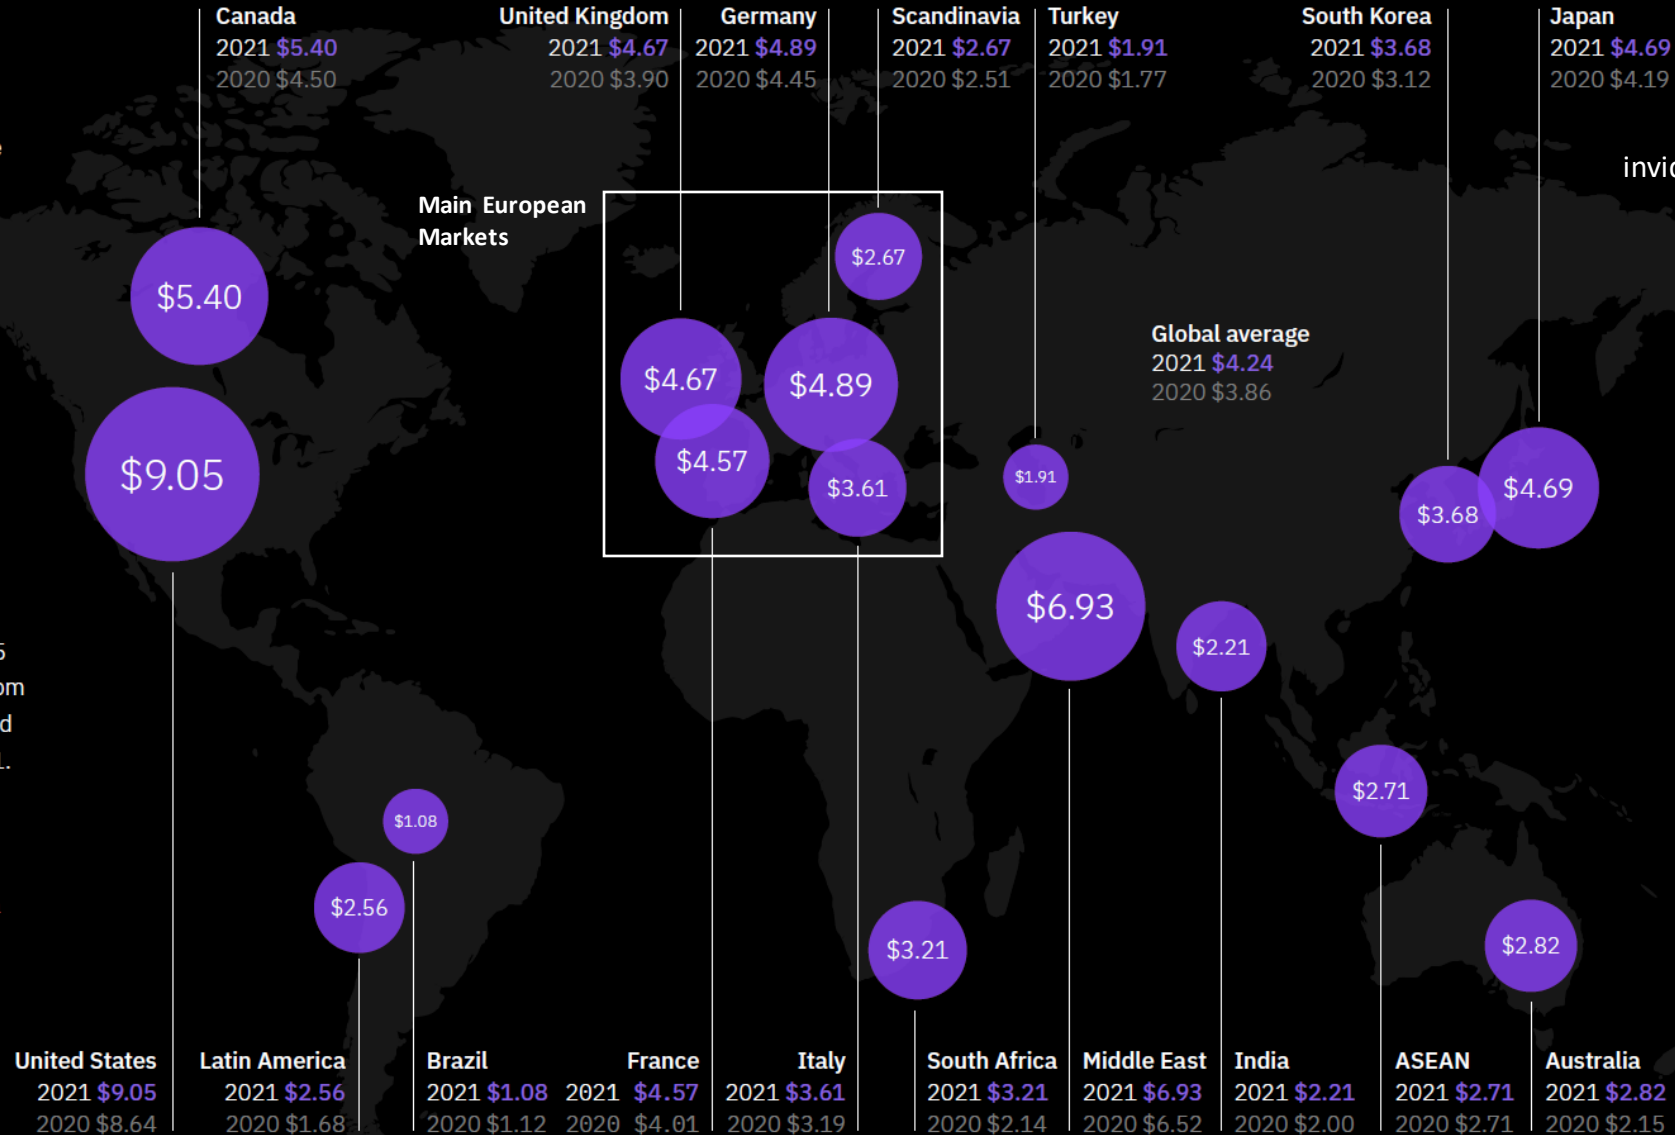 Canada
2021 $5.40
2020 $4.50
United Kingdom
2021 $4.67
2020 $3.90
Germany
2021 $4.89
2020 $4.45
Scandinavia
2021 $2.67
2020 $2.51
Turkey
2021 $1.91
2020 $1.77
South Korea
2021 $3.68
2020 $3.12
Japan
2021 $4.69
2020 $4.19
Main European
Markets
$2.67
$5.40
$4.67
$4.89
$4.57
$3.61
$9.05
Global average
2021 $4.24
2020 $3.86
$1.91
$3.68
$4.69
$6.93
$2.21
$2.71
$1.08
$2.56
$3.21
$2.82
United States
2021 $9.05
2020 $8.64
Latin America
2021 $2.56
2020 $1.68
Brazil
2021 $1.08
2020 $1.12
France
2021 $4.57
2020 $4.01
Italy
2021 $3.61
2020 $3.19
South Africa
2021 $3.21
2020 $2.14
Middle East
2021 $6.93
2020 $6.52
India
2021 $2.21
2020 $2.00
ASEAN
2021 $2.71
2020 $2.71
Australia
2021 $2.82
2020 $2.15